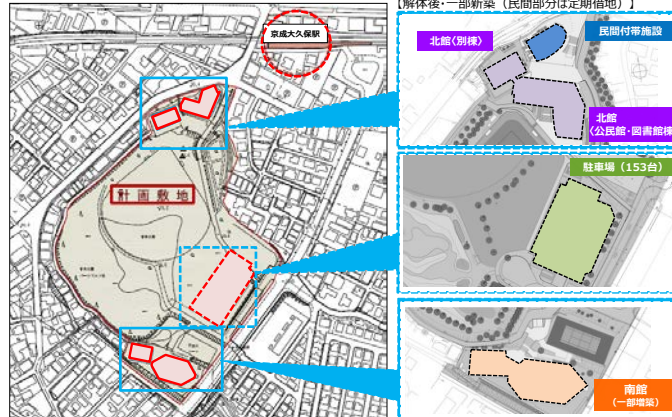 【解体後・一部新築（民間部分は定期借地）】
京成大久保駅
北館〈別棟〉
民間付帯施設
北館
〈公民館・図書館棟
計画敷地
駐車場（153台）
南館
（一部増築）